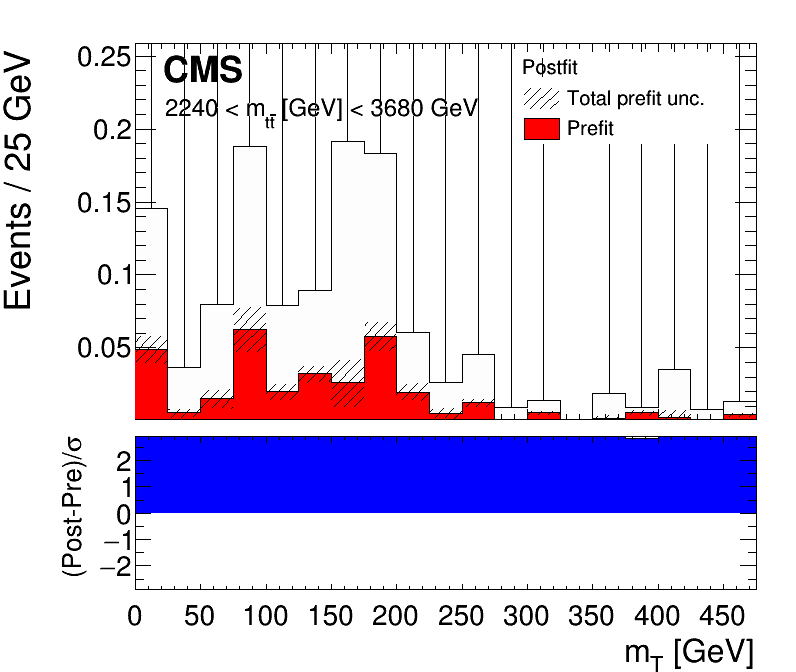 Events / 25 GeV
0.25
0.2
0.15
0.1
0.05
CMS
2240 < m_tt̄ [GeV] < 3680 GeV
Postfit
Total prefit unc.
Prefit
(Post-Pre)/σ
2
1
0
−1
−2
0 50 100 150 200 250 300 350 400 450
m_T [GeV]